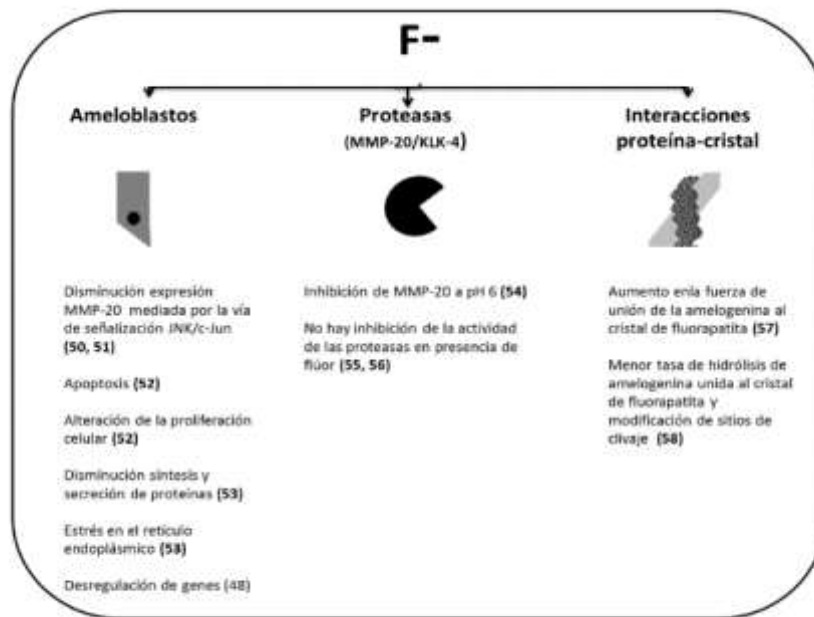 F-
Ameloblastos
Proteasas
(MMP-20/KLK-4)
Interacciones
proteína-cristal
Disminución expresión
MMP-20 mediada por la vía
de señalización JNK/c-Jun
(50, 51)
Apoptosis (52)
Alteración de la proliferación
celular (52)
Disminución síntesis y
secreción de proteínas (53)
Estrés en el retículo
endoplásmico (53)
Desregulación de genes (48)
Inhibición de MMP-20 a pH 6 (54)
No hay inhibición de la actividad
de las proteasas en presencia de
flúor (55, 56)
Aumento enla fuerza de
unión de la amelogenina al
cristal de fluorapatita (57)
Menor tasa de hidrólisis de
amelogenina unida al cristal
de fluorapatita y
modificación de sitios de
clivaje (58)